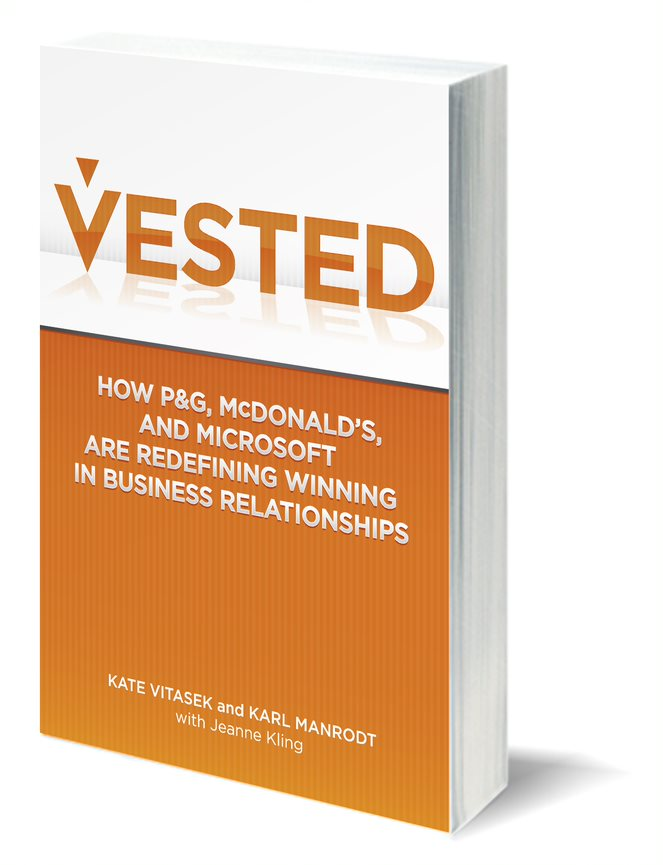 VESTED
HOW P&G, McDONALD'S,
AND MICROSOFT
ARE REDEFINING WINNING
IN BUSINESS RELATIONSHIPS
KATE VITASEK and KARL MANRODT
with Jeanne Kling